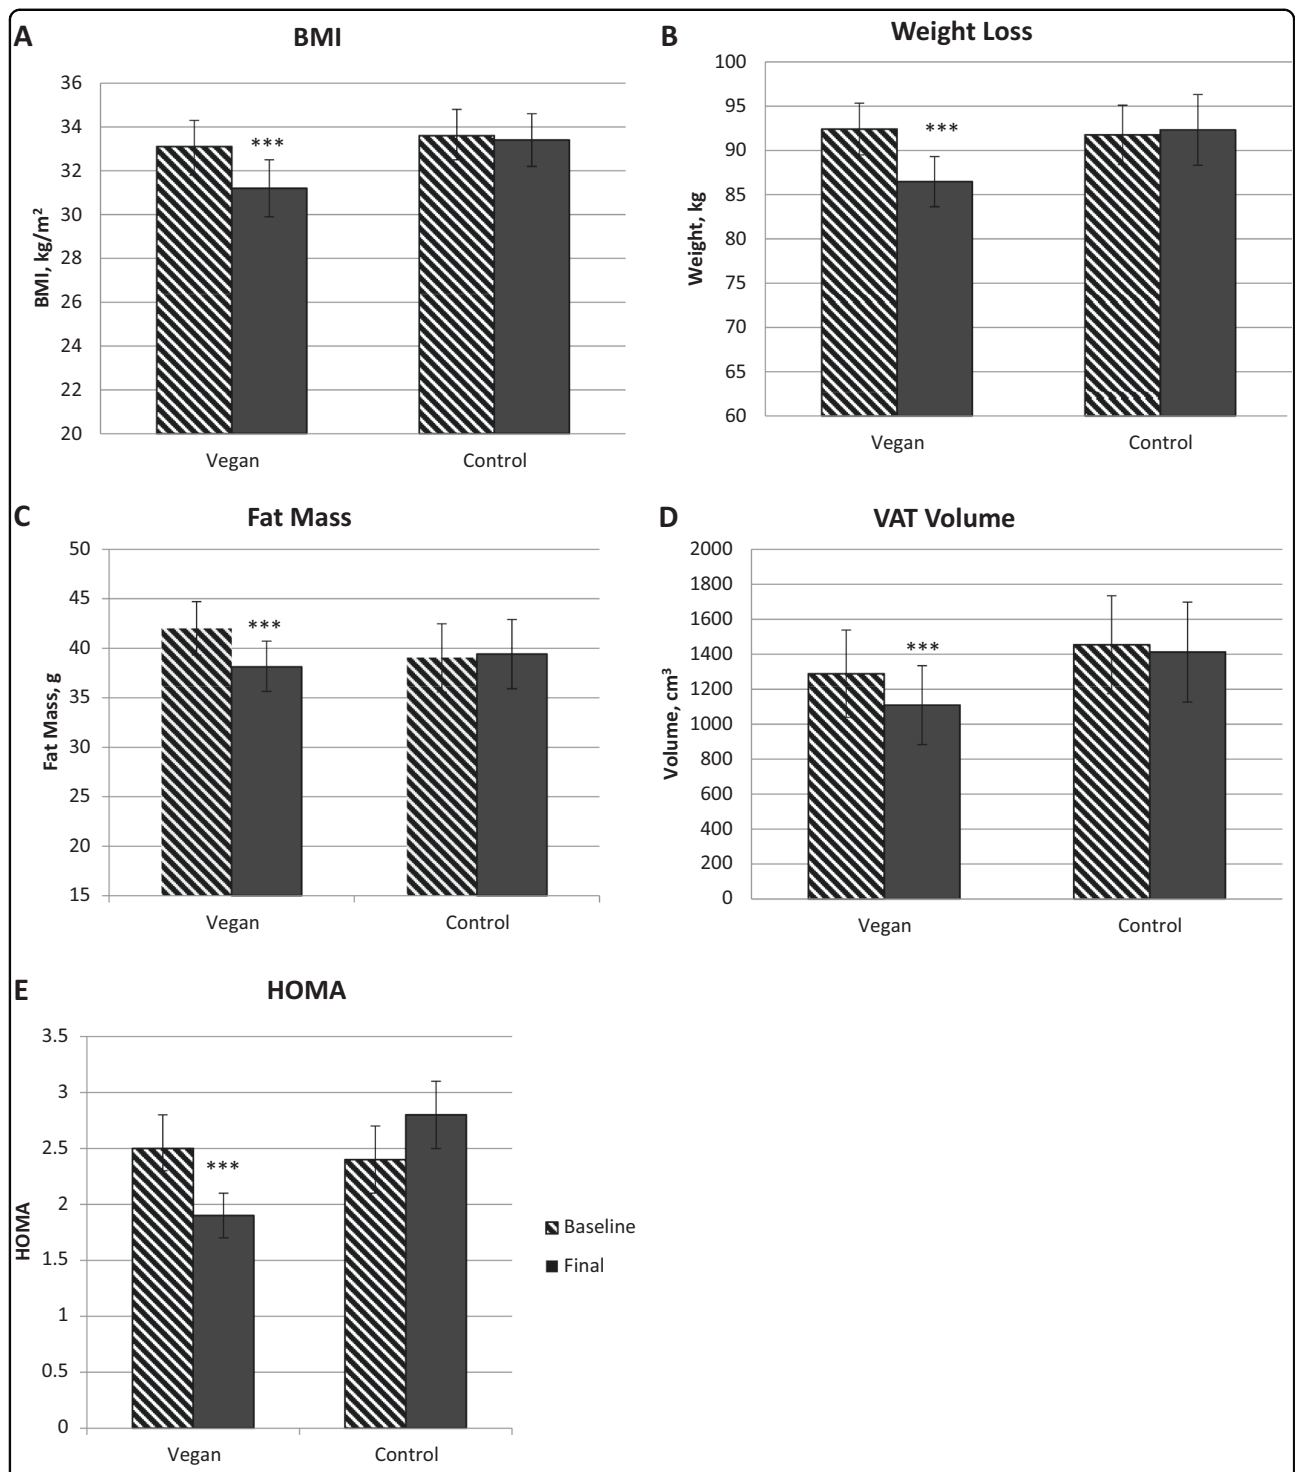 A
BMI
36
34
32
30
28
26
24
22
20
BMI, kg/m²
***
Vegan
Control
B
Weight Loss
100
95
90
85
80
75
70
65
60
Weight, kg
***
Vegan
Control
C
Fat Mass
50
45
40
35
30
25
20
15
Fat Mass, g
***
Vegan
Control
D
VAT Volume
2000
1800
1600
1400
1200
1000
800
600
400
200
0
Volume, cm³
***
Vegan
Control
E
HOMA
3.5
3
2.5
2
1.5
1
0.5
0
HOMA
***
Vegan
Control
Baseline
Final